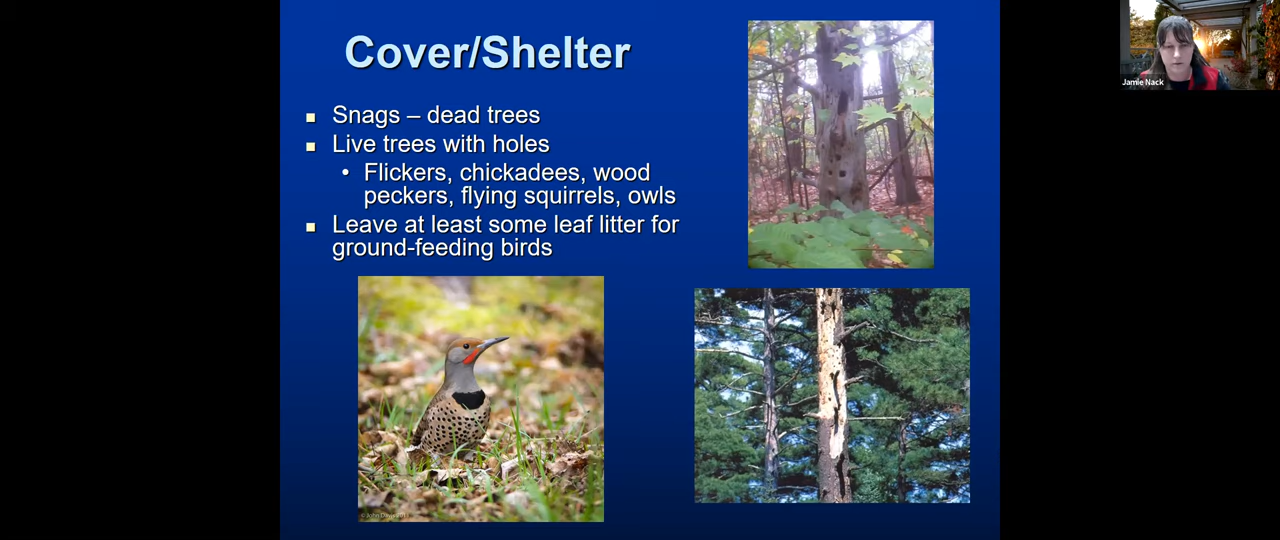 Cover/Shelter
Snags – dead trees
Live trees with holes
Flickers, chickadees, wood
peckers, flying squirrels, owls
Leave at least some leaf litter for
ground-feeding birds
Jamie Nack